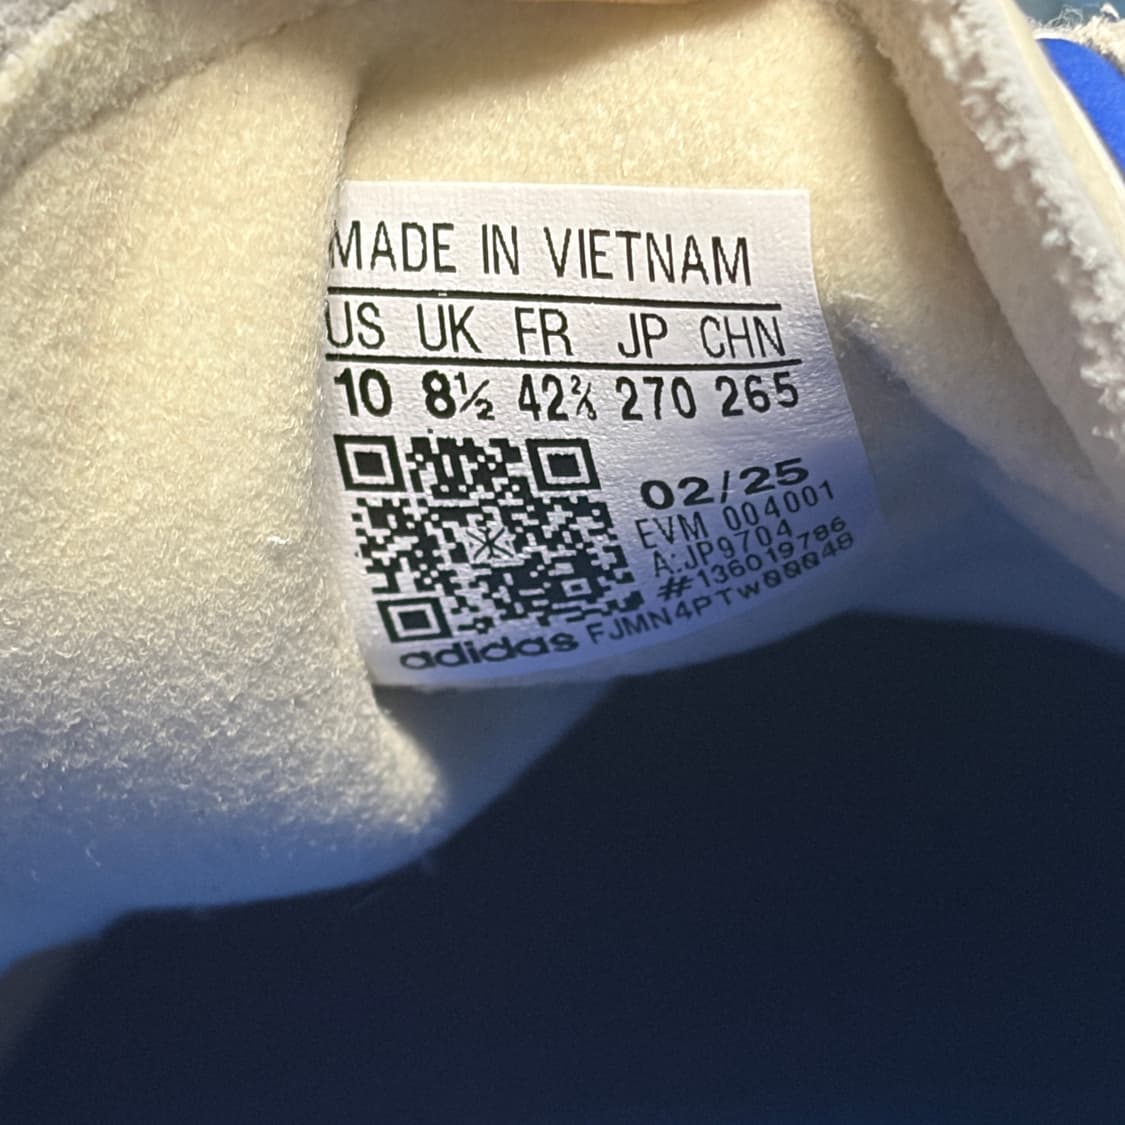 MADE IN VIETNAM
US UK FR JP CHN
10 8½ 42⅔ 270 265
02/25
EVM 004001
A:JP9704
#136019786
adidas FJMN4PTw00048